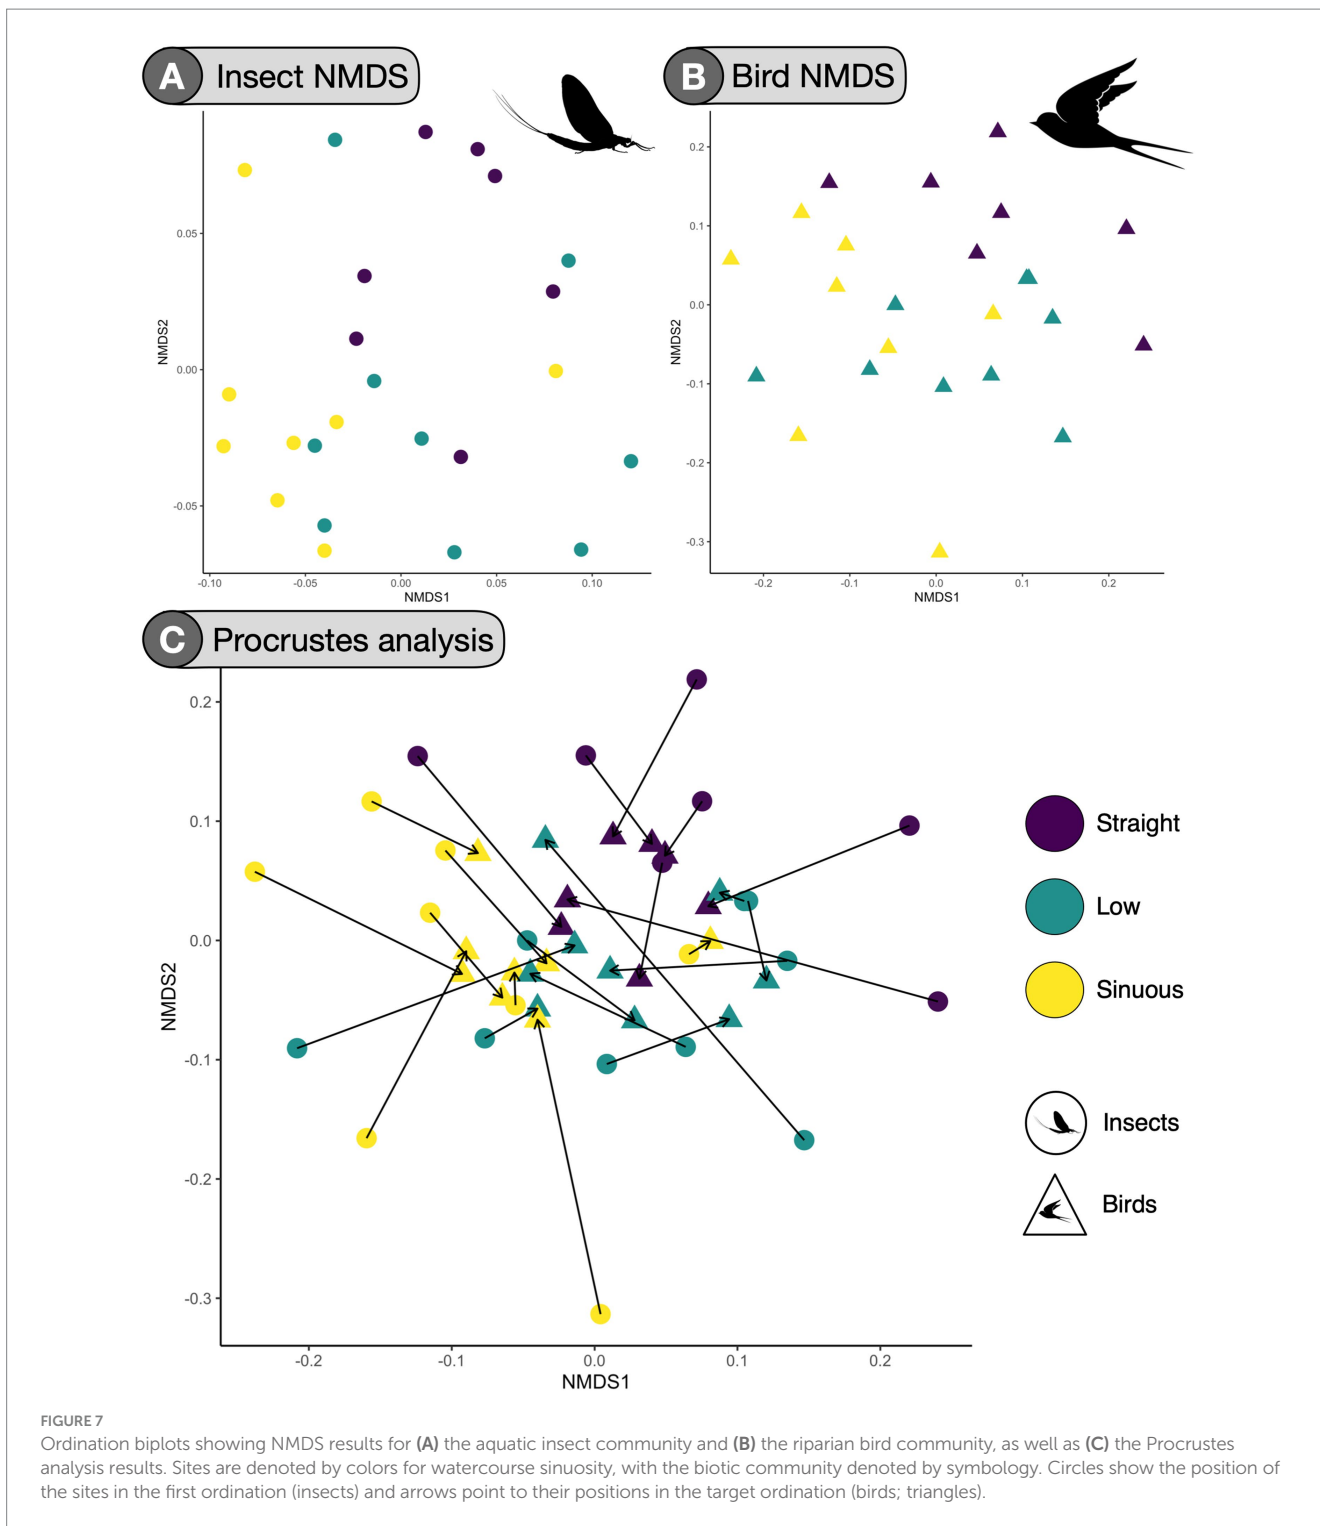 A Insect NMDS
B Bird NMDS
0.05
0.00
-0.05
NMDS2
-0.10 -0.05 0.00 0.05 0.10
NMDS1
0.2
0.1
0.0
-0.1
-0.2
-0.3
NMDS2
-0.2 -0.1 0.0 0.1 0.2
NMDS1
C Procrustes analysis
0.2
0.1
0.0
-0.1
-0.2
-0.3
NMDS2
-0.2 -0.1 0.0 0.1 0.2
NMDS1
Straight
Low
Sinuous
Insects
Birds
FIGURE 7
Ordination biplots showing NMDS results for (A) the aquatic insect community and (B) the riparian bird community, as well as (C) the Procrustes
analysis results. Sites are denoted by colors for watercourse sinuosity, with the biotic community denoted by symbology. Circles show the position of
the sites in the first ordination (insects) and arrows point to their positions in the target ordination (birds; triangles).